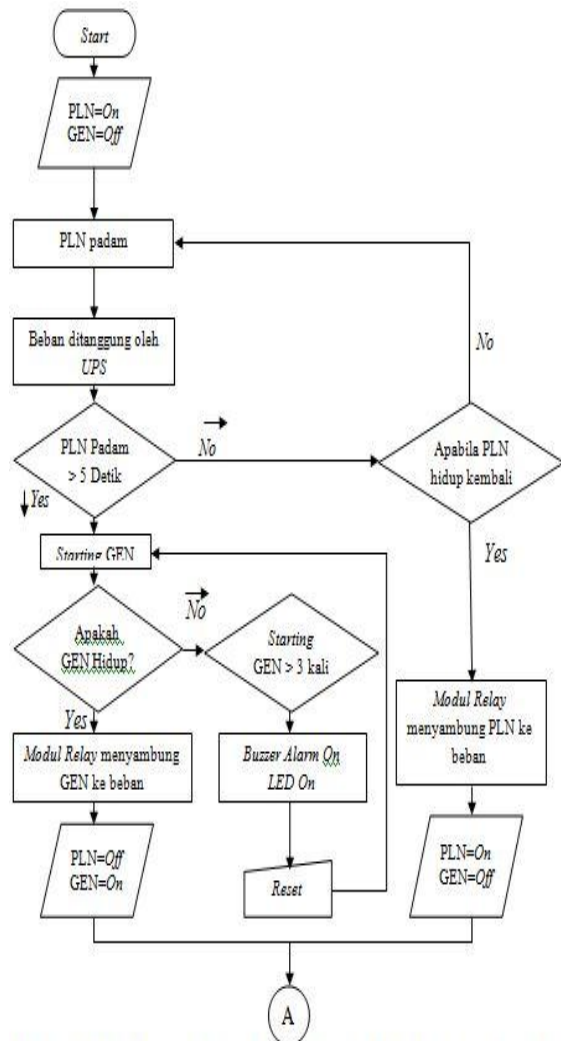 Start
PLN=On
GEN=Off
PLN padam
Beban ditanggung oleh
UPS
PLN Padam
> 5 Detik
No
Yes
Apabila PLN
hidup kembali
No
Yes
Starting GEN
Apakah
GEN Hidup?
No
Yes
Starting
GEN > 3 kali
Modul Relay menyambung
GEN ke beban
Buzzer Alarm On
LED On
Modul Relay
menyambung PLN ke
beban
PLN=Off
GEN=On
Reset
PLN=On
GEN=Off
A